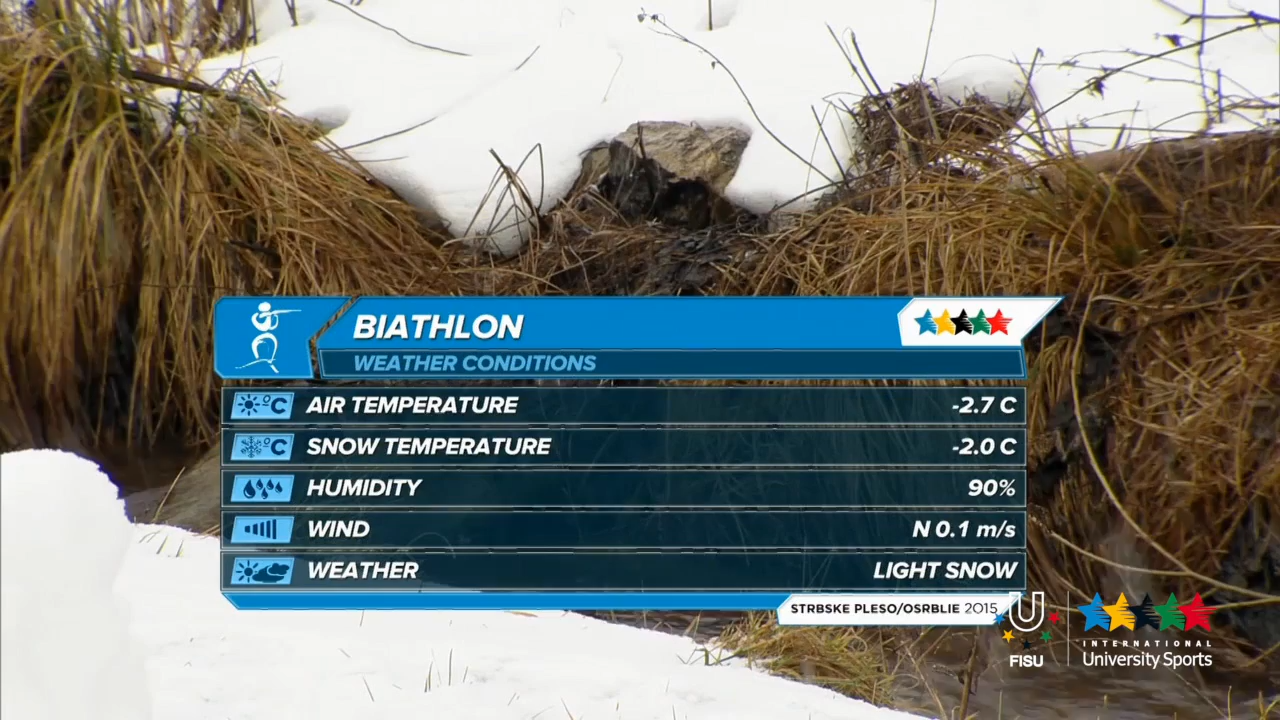 BIATHLON
WEATHER CONDITIONS
°C AIR TEMPERATURE -2.7 C
°C SNOW TEMPERATURE -2.0 C
HUMIDITY 90%
WIND N 0.1 m/s
WEATHER LIGHT SNOW
STRBSKE PLESO/OSRBLIE 2015
FISU
INTERNATIONAL
University Sports